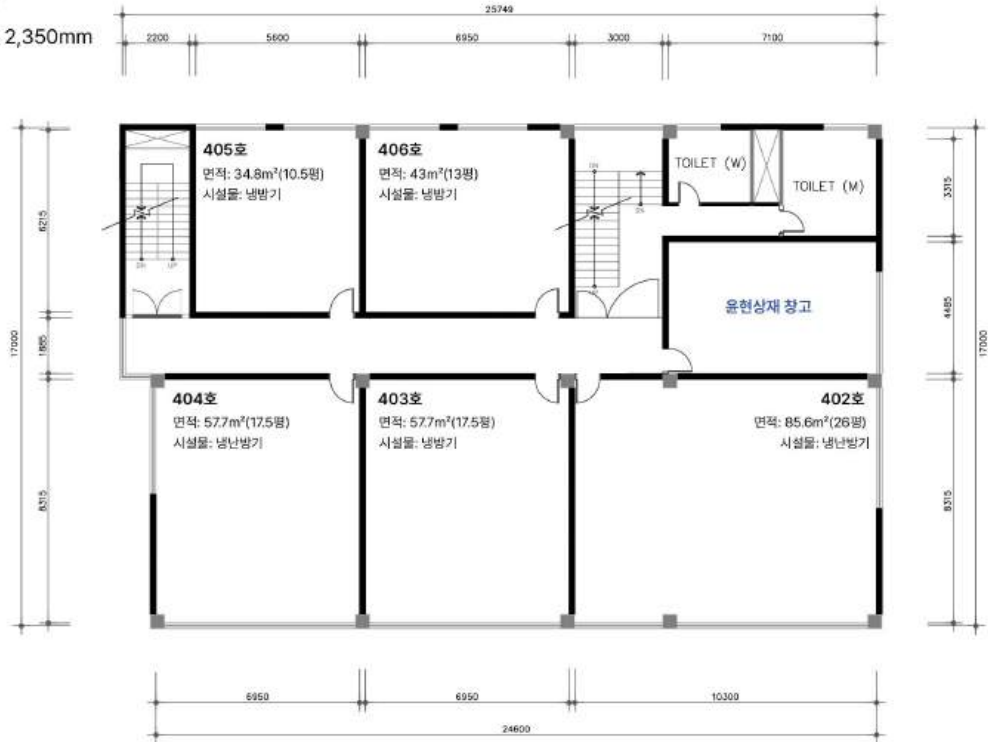 25749
2,350mm
2200
5600
6950
3000
7100
405호
면적: 34.8m²(10.5평)
시설물: 냉방기
406호
면적: 43m²(13평)
시설물: 냉방기
TOILET (W)
TOILET (M)
DN
UP
DN
DN
윤현상재 창고
17000
6215
1885
8315
3315
4485
8315
17000
404호
면적: 57.7m²(17.5평)
시설물: 냉난방기
403호
면적: 57.7m²(17.5평)
시설물: 냉방기
402호
면적: 85.6m²(26평)
시설물: 냉난방기
6950
6950
10300
24600